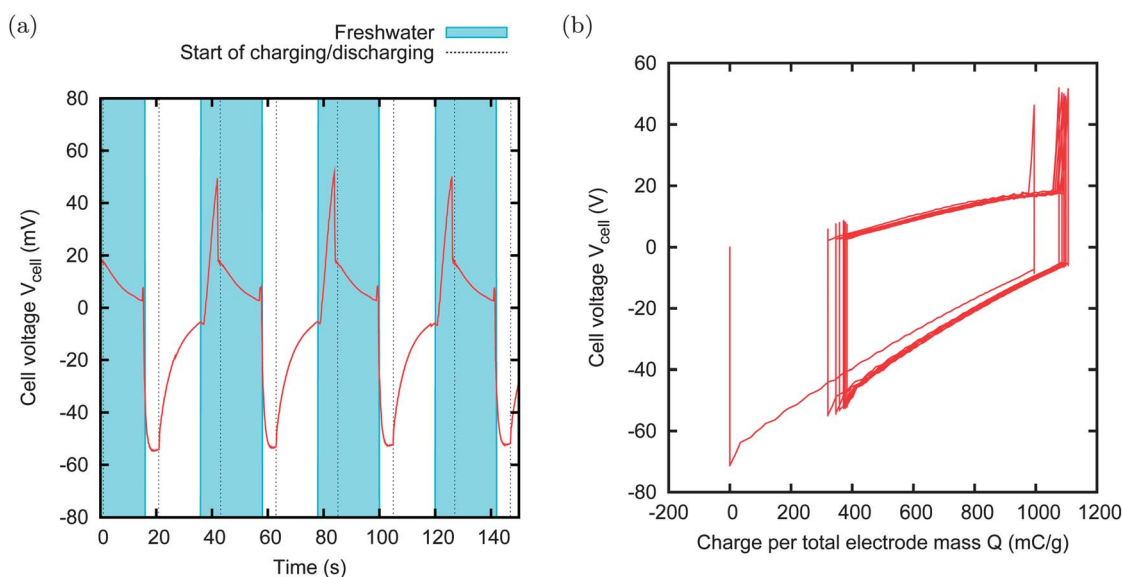 (a)
Freshwater
Start of charging/discharging
80
60
40
20
0
-20
-40
-60
-80
Cell voltage V_cell (mV)
0 20 40 60 80 100 120 140
Time (s)
(b)
60
40
20
0
-20
-40
-60
-80
Cell voltage V_cell (V)
-200 0 200 400 600 800 1000 1200
Charge per total electrode mass Q (mC/g)